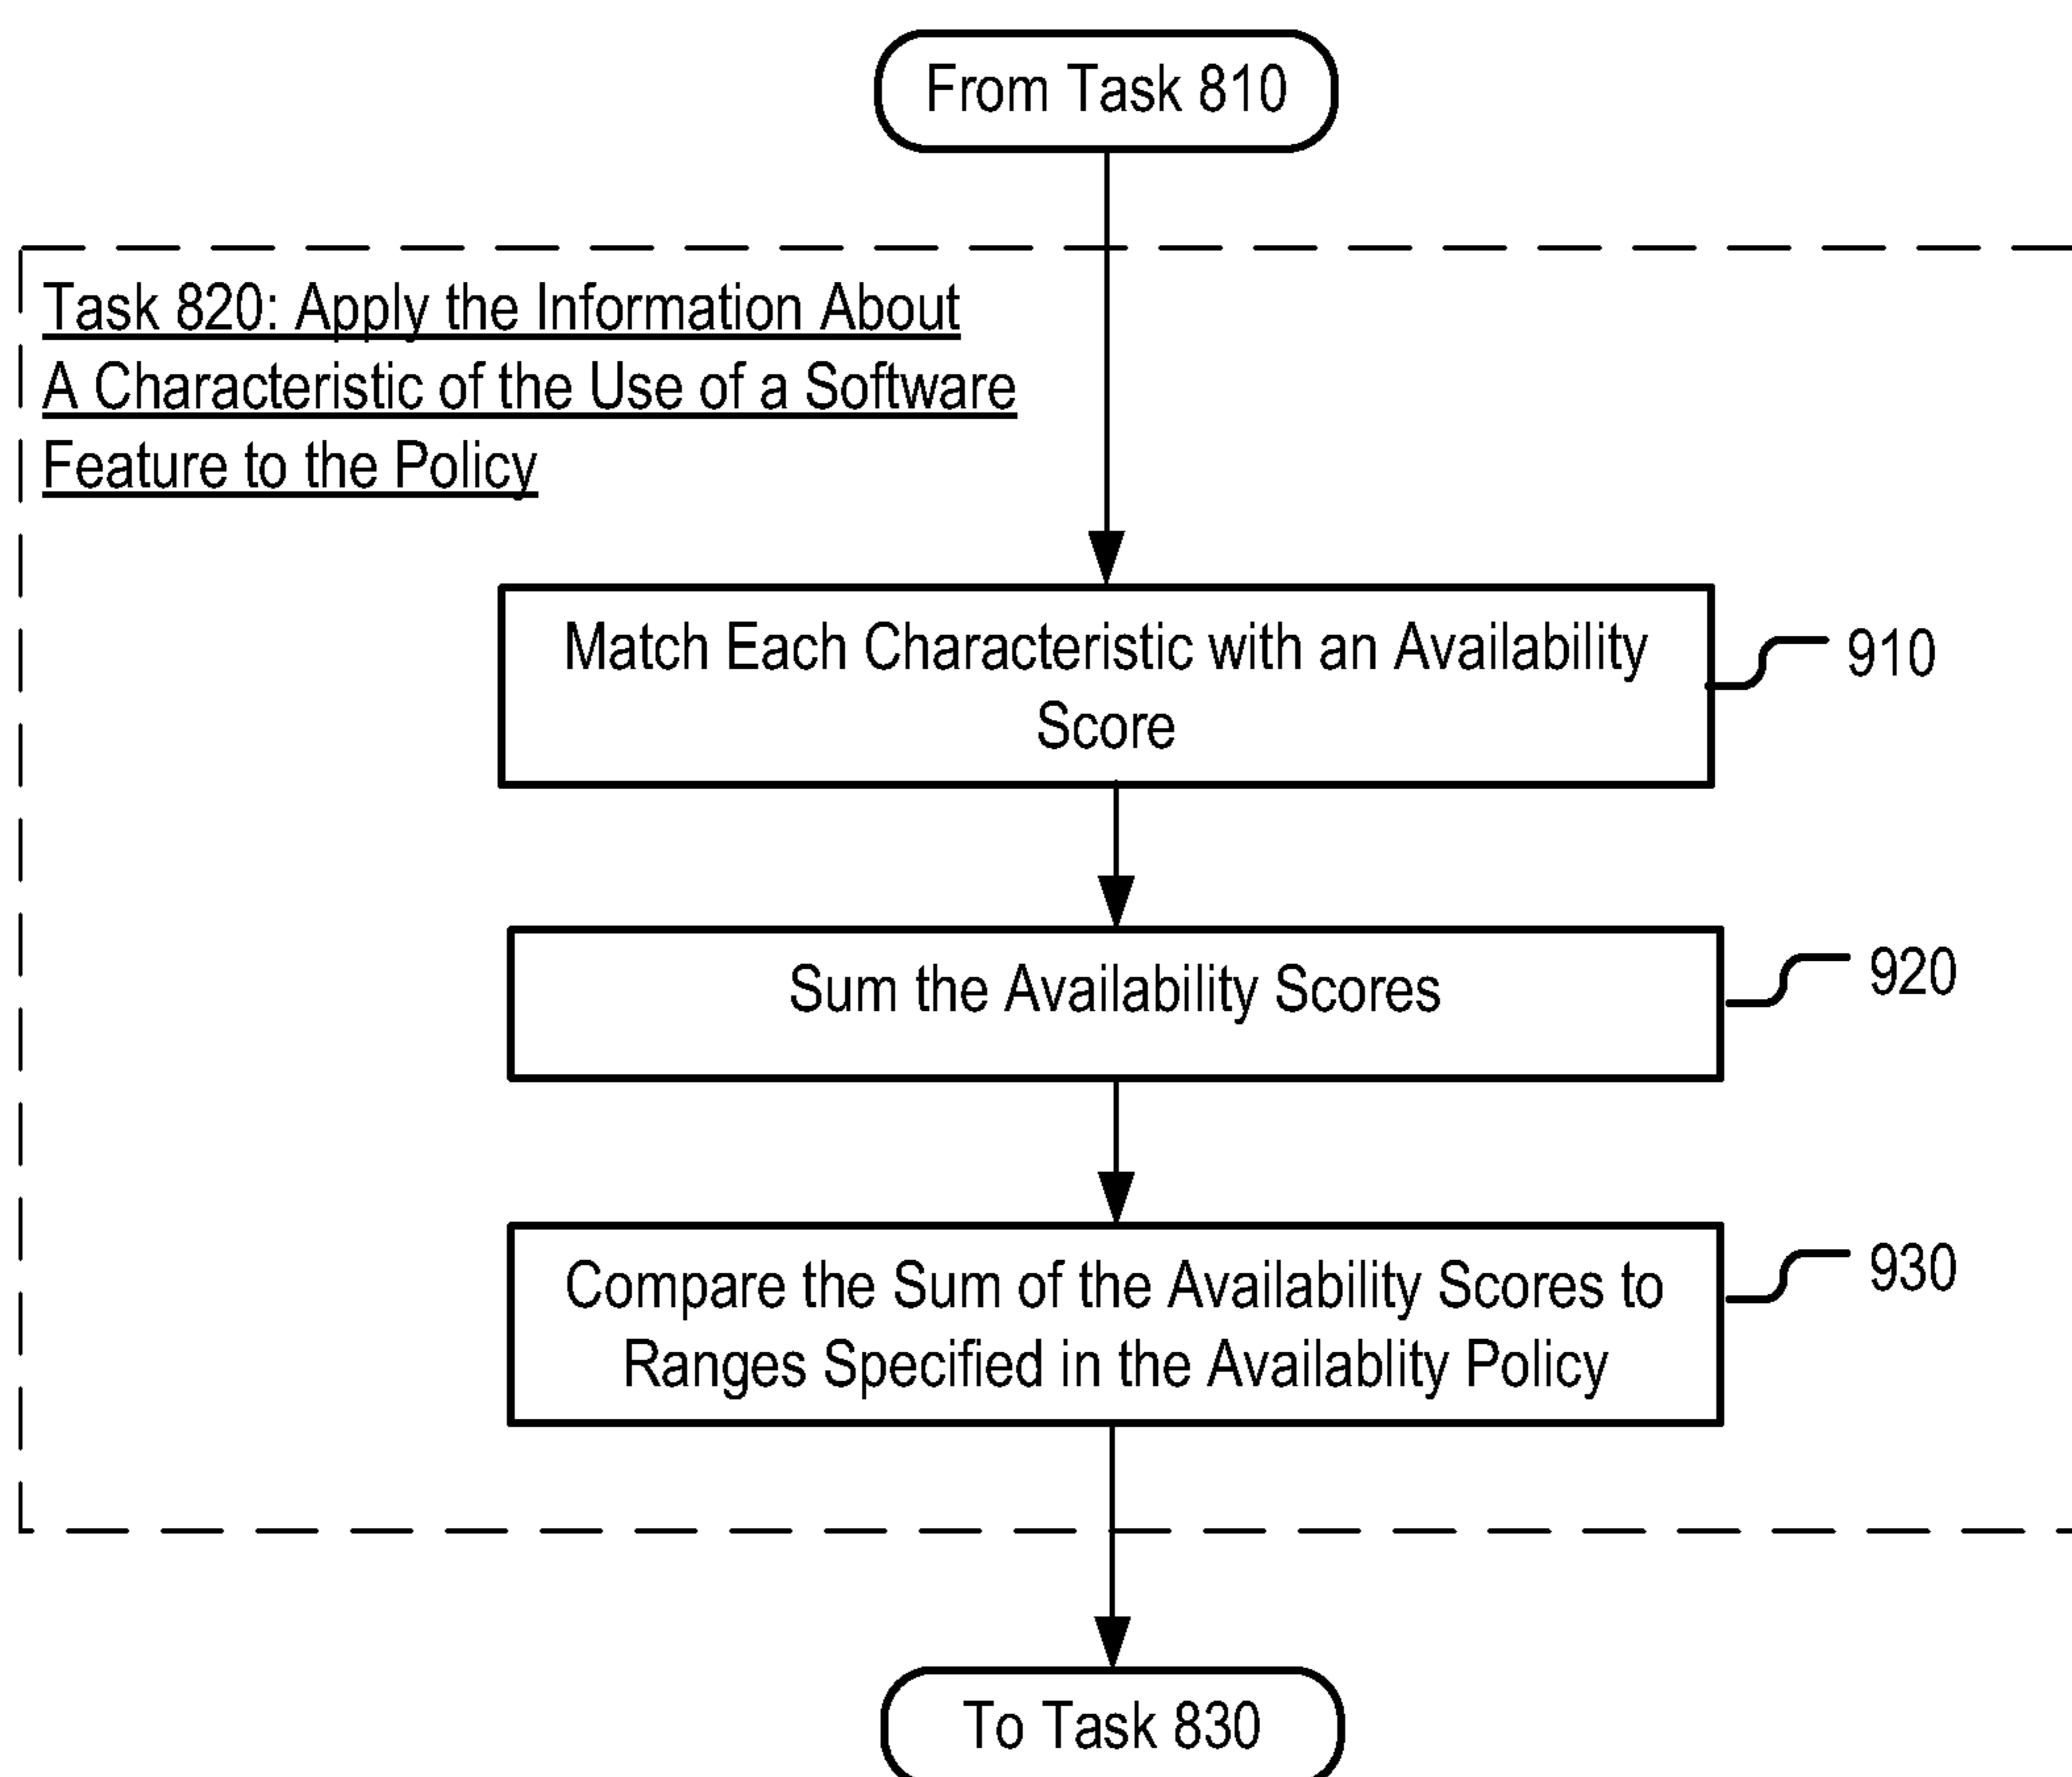 From Task 810
Task 820: Apply the Information About
A Characteristic of the Use of a Software
Feature to the Policy
Match Each Characteristic with an Availability
Score
910
Sum the Availability Scores
920
Compare the Sum of the Availability Scores to
Ranges Specified in the Availablity Policy
930
To Task 830